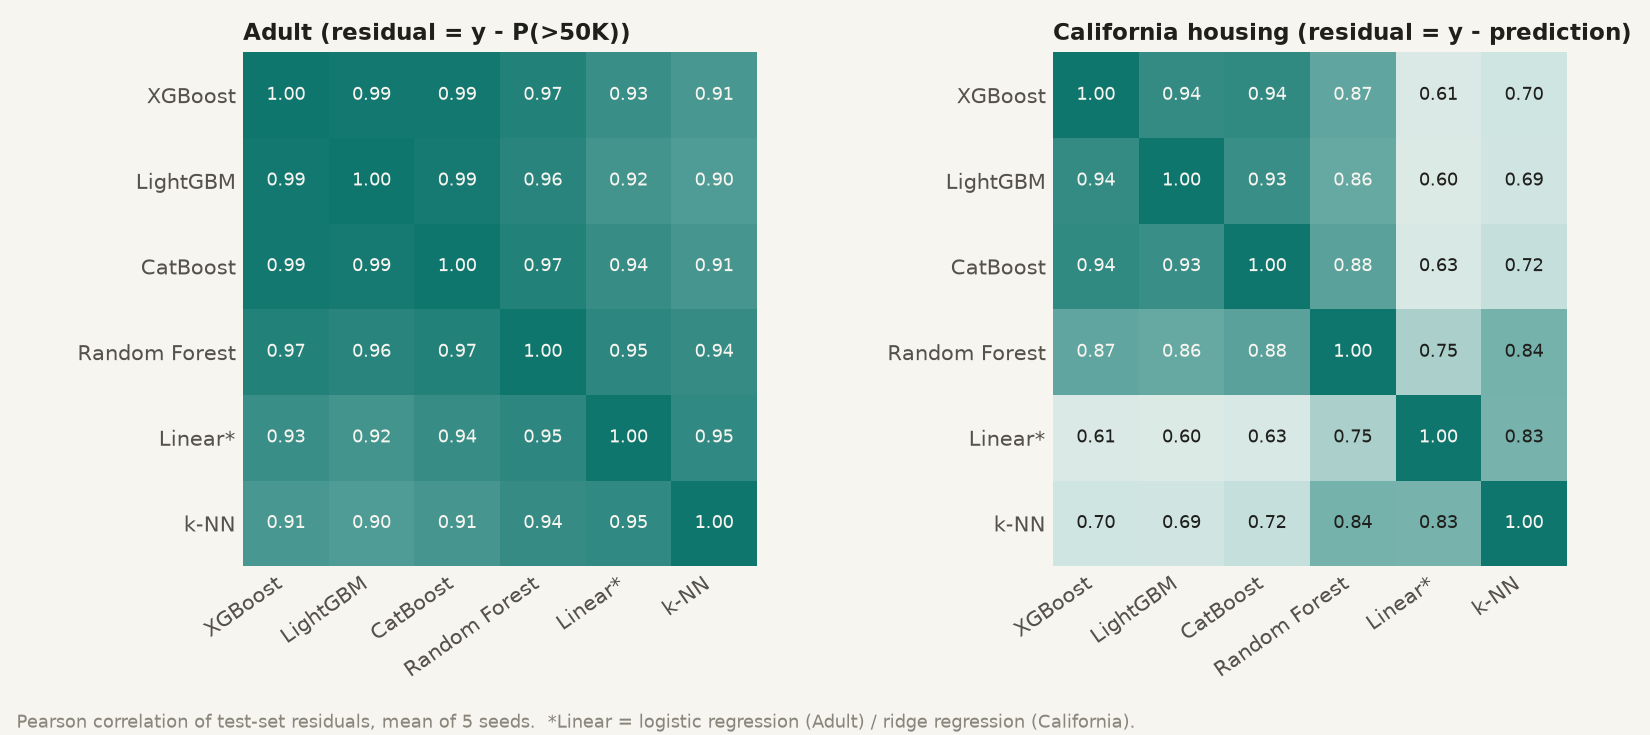 Adult (residual = y - P(>50K))
XGBoost 1.00 0.99 0.99 0.97 0.93 0.91
LightGBM 0.99 1.00 0.99 0.96 0.92 0.90
CatBoost 0.99 0.99 1.00 0.97 0.94 0.91
Random Forest 0.97 0.96 0.97 1.00 0.95 0.94
Linear* 0.93 0.92 0.94 0.95 1.00 0.95
k-NN 0.91 0.90 0.91 0.94 0.95 1.00
XGBoost LightGBM CatBoost Random Forest Linear* k-NN
California housing (residual = y - prediction)
XGBoost 1.00 0.94 0.94 0.87 0.61 0.70
LightGBM 0.94 1.00 0.93 0.86 0.60 0.69
CatBoost 0.94 0.93 1.00 0.88 0.63 0.72
Random Forest 0.87 0.86 0.88 1.00 0.75 0.84
Linear* 0.61 0.60 0.63 0.75 1.00 0.83
k-NN 0.70 0.69 0.72 0.84 0.83 1.00
XGBoost LightGBM CatBoost Random Forest Linear* k-NN
Pearson correlation of test-set residuals, mean of 5 seeds. *Linear = logistic regression (Adult) / ridge regression (California).